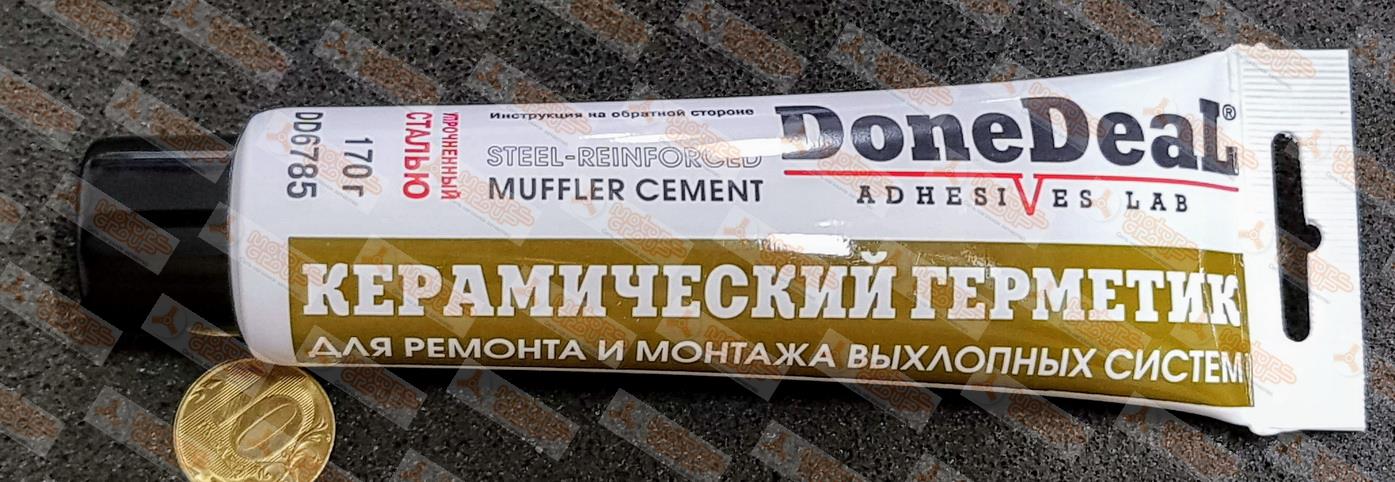 Инструкция на обратной стороне
STEEL-REINFORCED
MUFFLER CEMENT
DoneDeaL®
ADHESIVES LAB
УПРОЧНЕННЫЙ
СТАЛЬЮ
170г
DD6785
КЕРАМИЧЕСКИЙ ГЕРМЕТИК
ДЛЯ РЕМОНТА И МОНТАЖА ВЫХЛОПНЫХ СИСТЕМ
10